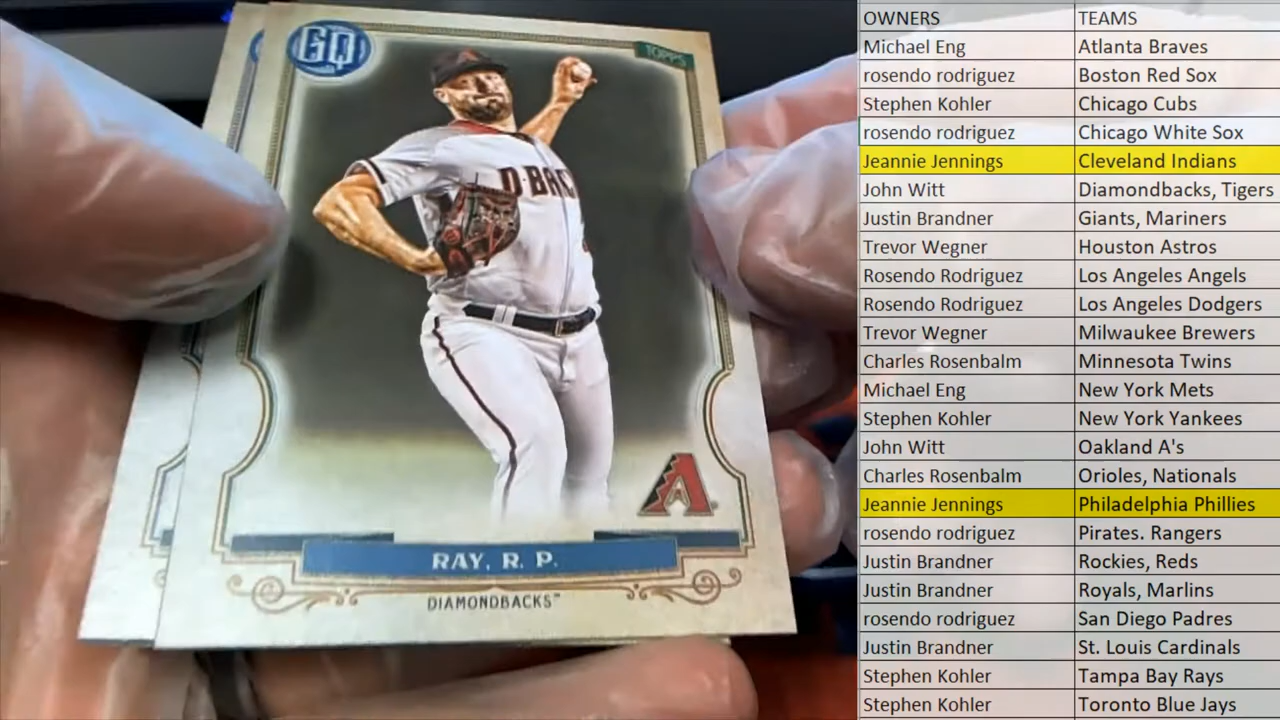 GQ
TOPPS
D-BAC
RAY, R. P.
DIAMONDBACKS™
OWNERS TEAMS
Michael Eng Atlanta Braves
rosendo rodriguez Boston Red Sox
Stephen Kohler Chicago Cubs
rosendo rodriguez Chicago White Sox
Jeannie Jennings Cleveland Indians
John Witt Diamondbacks, Tigers
Justin Brandner Giants, Mariners
Trevor Wegner Houston Astros
Rosendo Rodriguez Los Angeles Angels
Rosendo Rodriguez Los Angeles Dodgers
Trevor Wegner Milwaukee Brewers
Charles Rosenbalm Minnesota Twins
Michael Eng New York Mets
Stephen Kohler New York Yankees
John Witt Oakland A's
Charles Rosenbalm Orioles, Nationals
Jeannie Jennings Philadelphia Phillies
rosendo rodriguez Pirates. Rangers
Justin Brandner Rockies, Reds
Justin Brandner Royals, Marlins
rosendo rodriguez San Diego Padres
Justin Brandner St. Louis Cardinals
Stephen Kohler Tampa Bay Rays
Stephen Kohler Toronto Blue Jays